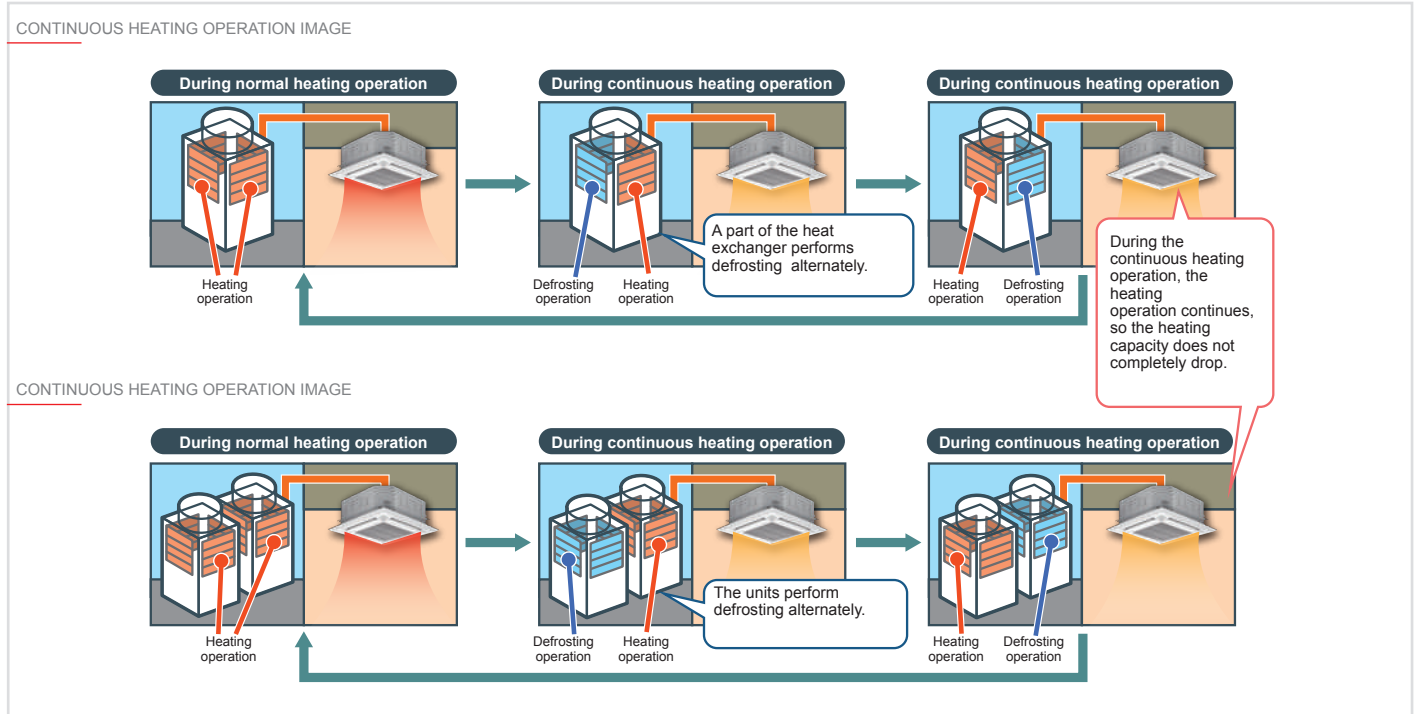 CONTINUOUS HEATING OPERATION IMAGE
During normal heating operation
During continuous heating operation
During continuous heating operation
Heating
operation
Defrosting
operation
Heating
operation
A part of the heat
exchanger performs
defrosting alternately.
Heating
operation
Defrosting
operation
During the
continuous heating
operation, the
heating
operation continues,
so the heating
capacity does not
completely drop.
CONTINUOUS HEATING OPERATION IMAGE
During normal heating operation
During continuous heating operation
During continuous heating operation
Heating
operation
Defrosting
operation
Heating
operation
The units perform
defrosting alternately.
Heating
operation
Defrosting
operation